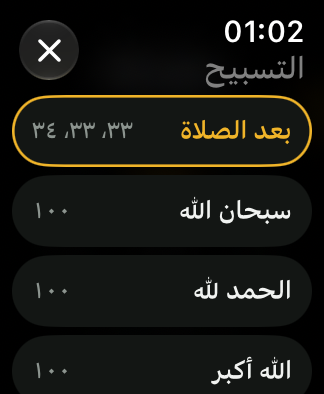 01:02
التسبيح
بعد الصلاة ٣٣، ٣٣، ٣٤
سبحان الله ١٠٠
الحمد لله ١٠٠
الله أكبر ١٠٠